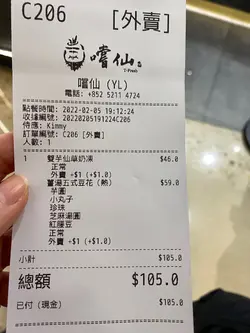 C206 [外賣]
嚐仙
T-Fresh
嚐仙 (YL)
電話: +852 5211 4724
點餐時間: 2022-02-05 19:12:24
收據編號: 20220205191224C206
侍應: Kimmy
訂單編號: C206 [外賣]
人數: 1
1 雙芋仙草奶凍 $46.0
正常
外賣 +$1 (+$1.0)
薑湯五式豆花 (熱) $59.0
芋圓
小丸子
珍珠
芝麻湯圓
紅腰豆
正常
外賣 +$1 (+$1.0)
小計 $105.0
總額 $105.0
已付 (現金) $105.0